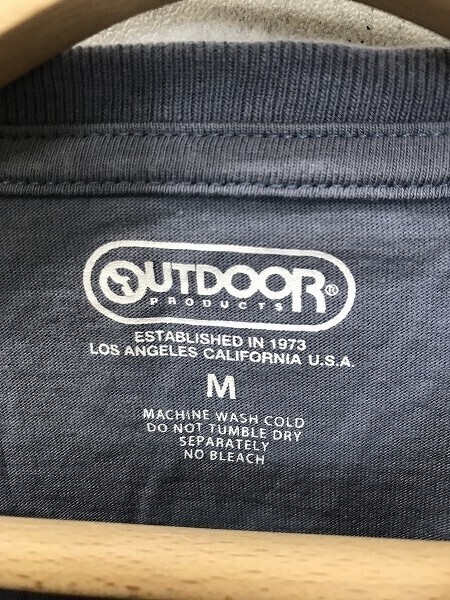 OUTDOOR®
PRODUCTS
ESTABLISHED IN 1973
LOS ANGELES CALIFORNIA U.S.A.
M
MACHINE WASH COLD
DO NOT TUMBLE DRY
SEPARATELY
NO BLEACH